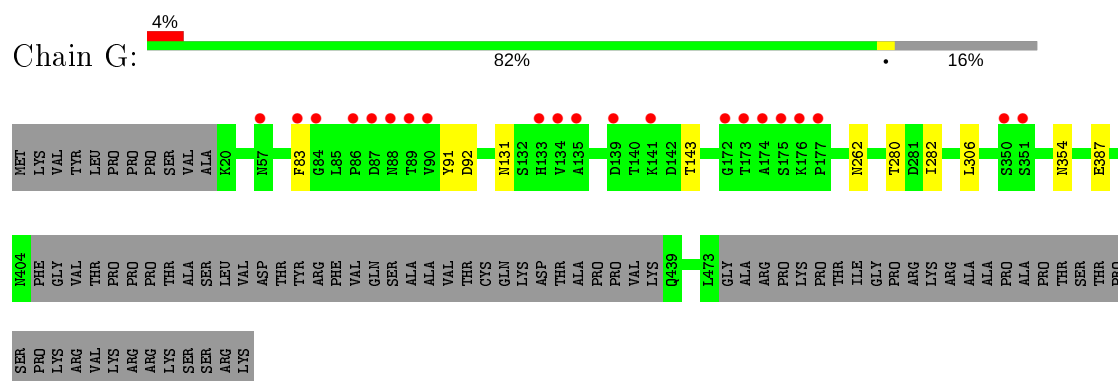 4%
Chain G:
82% • 16%
MET LYS VAL TYR LEU PRO PRO PRO SER VAL ALA K20 N57 F83 G84 L85 P86 D87 N88 T89 V90 Y91 D92 N131 S132 H133 V134 A135 D139 T140 K141 D142 T143 G172 T173 A174 S175 K176 P177 N262 T280 D281 I282 L306 S350 S351 N354 E387
N404 PHE GLY VAL THR PRO PRO PRO THR ALA SER LEU VAL ASP THR TYR ARG PHE VAL GLN SER ALA ALA VAL THR CYS GLN LYS ASP THR ALA PRO PRO VAL LYS Q439 L473 GLY ALA ARG PRO LYS PRO THR ILE GLY PRO ARG LYS ARG ALA ALA PRO ALA PRO THR SER THR PRO
SER PRO LYS ARG VAL LYS ARG ARG LYS SER SER ARG LYS